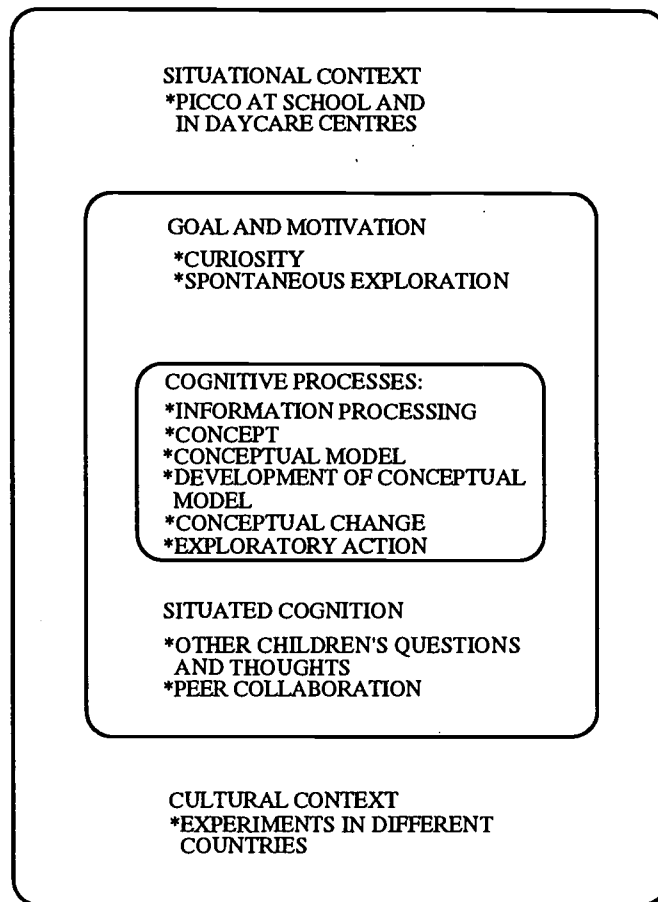 SITUATIONAL CONTEXT
*PICCO AT SCHOOL AND
IN DAYCARE CENTRES
GOAL AND MOTIVATION
*CURIOSITY
*SPONTANEOUS EXPLORATION
COGNITIVE PROCESSES:
*INFORMATION PROCESSING
*CONCEPT
*CONCEPTUAL MODEL
*DEVELOPMENT OF CONCEPTUAL
MODEL
*CONCEPTUAL CHANGE
*EXPLORATORY ACTION
SITUATED COGNITION
*OTHER CHILDREN'S QUESTIONS
AND THOUGHTS
*PEER COLLABORATION
CULTURAL CONTEXT
*EXPERIMENTS IN DIFFERENT
COUNTRIES